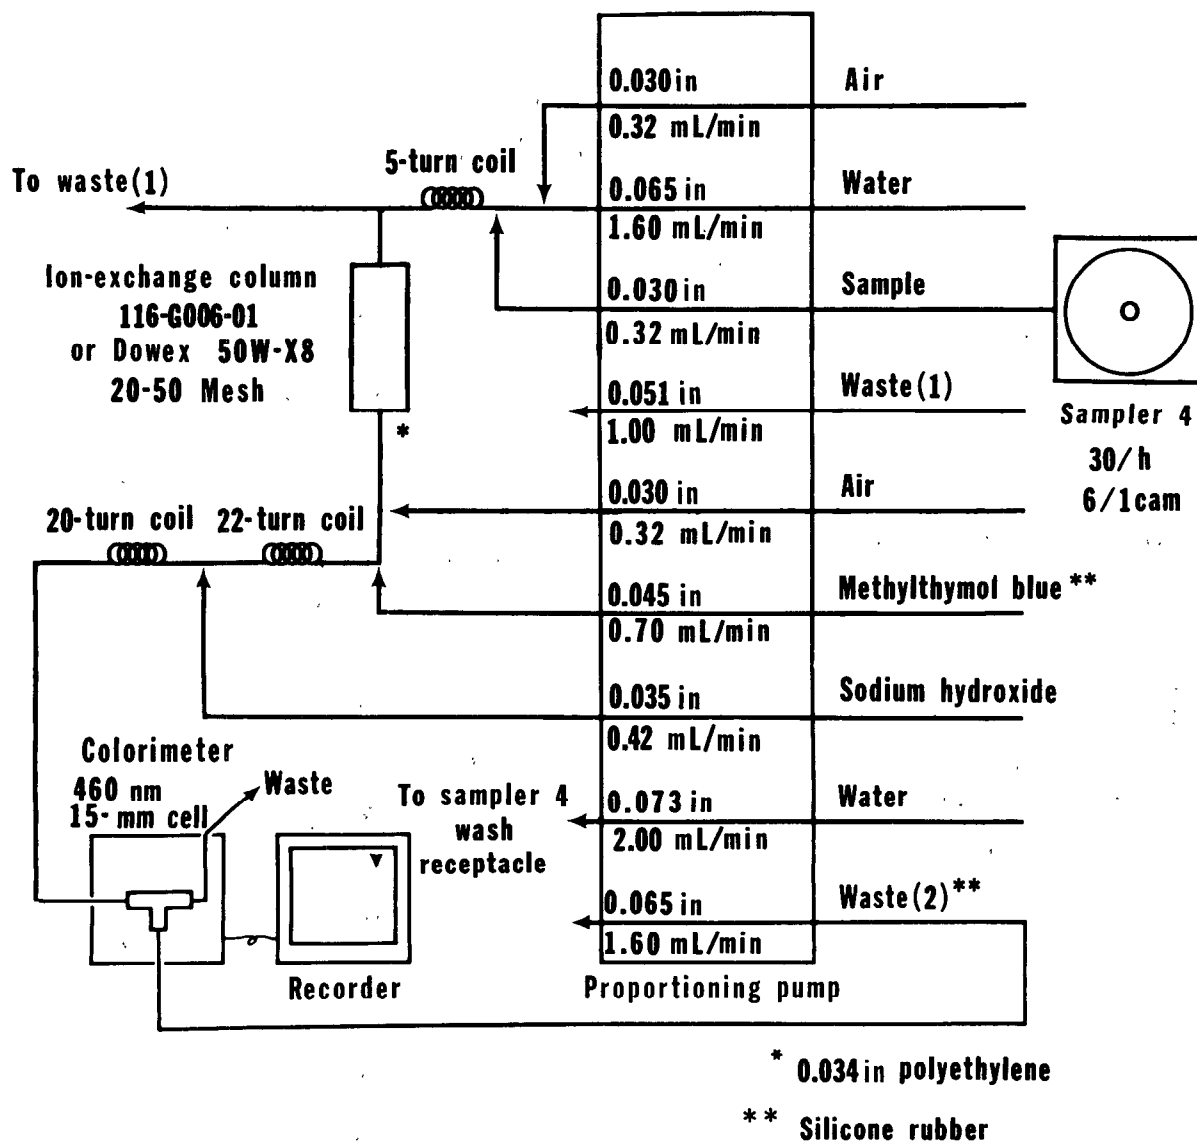 0.030 in
Air
0.32 mL/min
5-turn coil
To waste(1)
0.065 in
Water
1.60 mL/min
Ion-exchange column
116-G006-01
or Dowex 50W-X8
20-50 Mesh
0.030 in
Sample
0.32 mL/min
0.051 in
Waste(1)
1.00 mL/min
*
Sampler 4
30/h
6/1cam
0.030 in
Air
0.32 mL/min
20-turn coil
22-turn coil
0.045 in
Methylthymol blue **
0.70 mL/min
0.035 in
Sodium hydroxide
0.42 mL/min
Colorimeter
460 nm
15-mm cell
Waste
To sampler 4
wash
receptacle
0.073 in
Water
2.00 mL/min
0.065 in
Waste(2)**
1.60 mL/min
Recorder
Proportioning pump
* 0.034 in polyethylene
** Silicone rubber